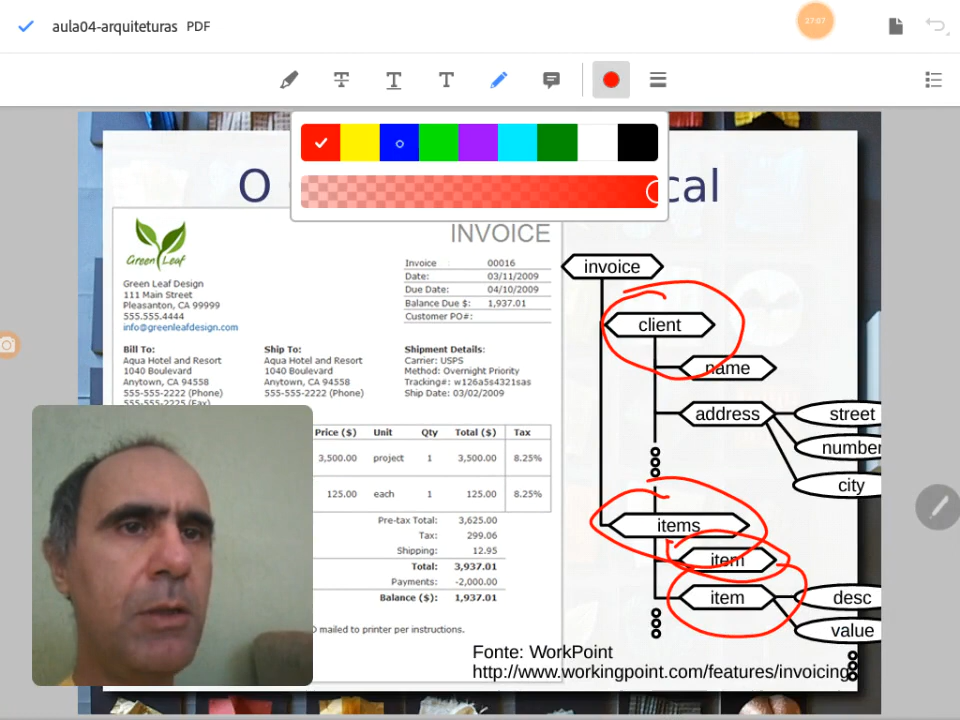 aula04-arquiteturas PDF
27:07
O
cal
INVOICE
GreenLeaf
Green Leaf Design
111 Main Street
Pleasanton, CA 99999
555.555.4444
info@greenleafdesign.com
Invoice : 00016
Date: 03/11/2009
Due Date: 04/10/2009
Balance Due $: 1,937.01
Customer PO#:
Bill To:
Aqua Hotel and Resort
1040 Boulevard
Anytown, CA 94558
555-555-2222 (Phone)
555-555-2225 (Fax)
Ship To:
Aqua Hotel and Resort
1040 Boulevard
Anytown, CA 94558
555-555-2222 (Phone)
Shipment Details:
Carrier: USPS
Method: Overnight Priority
Tracking#: w126a5s4321sas
Ship Date: 03/02/2009
Price ($) Unit Qty Total ($) Tax
3,500.00 project 1 3,500.00 8.25%
125.00 each 1 125.00 8.25%
Pre-tax Total: 3,625.00
Tax: 299.06
Shipping: 12.95
Total: 3,937.01
Payments: -2,000.00
Balance ($): 1,937.01
mailed to printer per instructions.
invoice
client
name
address
street
number
city
items
item
item
desc
value
Fonte: WorkPoint
http://www.workingpoint.com/features/invoicing